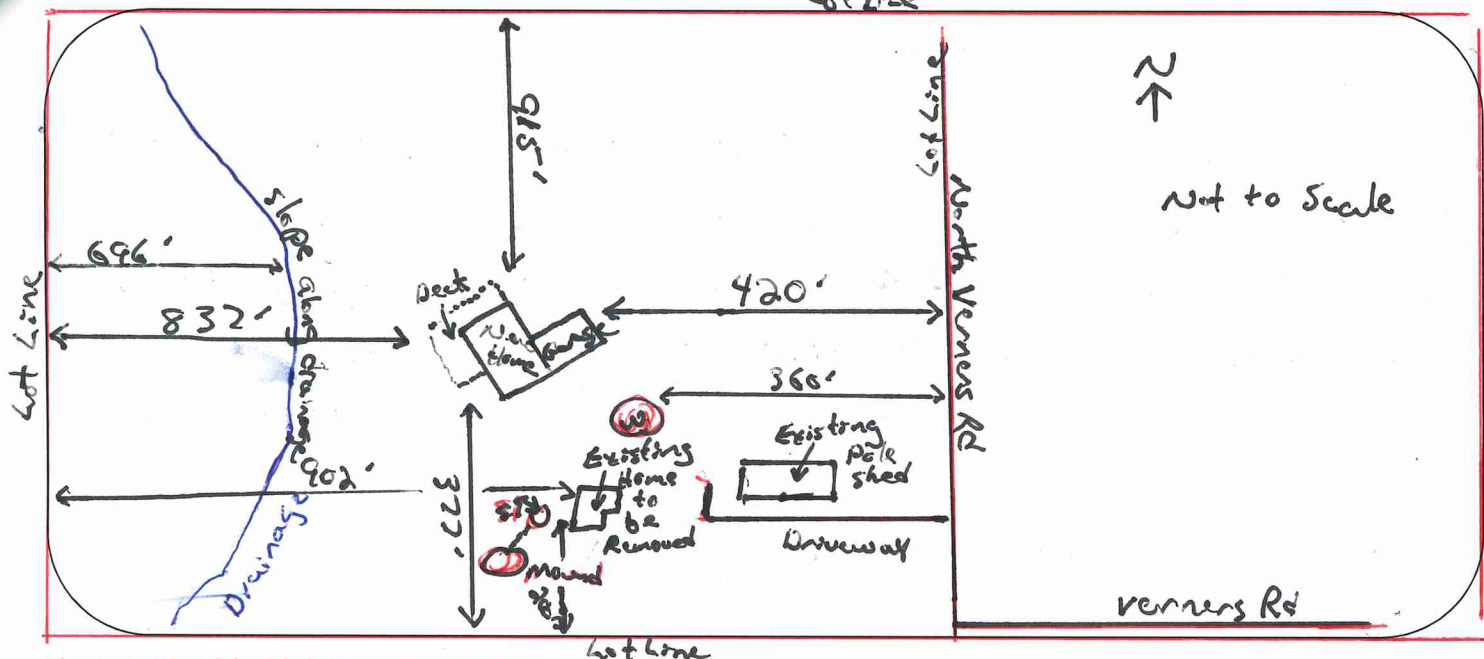 Lot Line
N
Not to Scale
915'
Lot Line
North Verners Rd
slope along drainage
696'
832'
Lot Line
Deck
New Home
Garage
420'
360'
W
Existing Pole shed
Existing Home to be Removed
902'
377'
Drainage
Mound
Driveway
Verners Rd
Lot Line